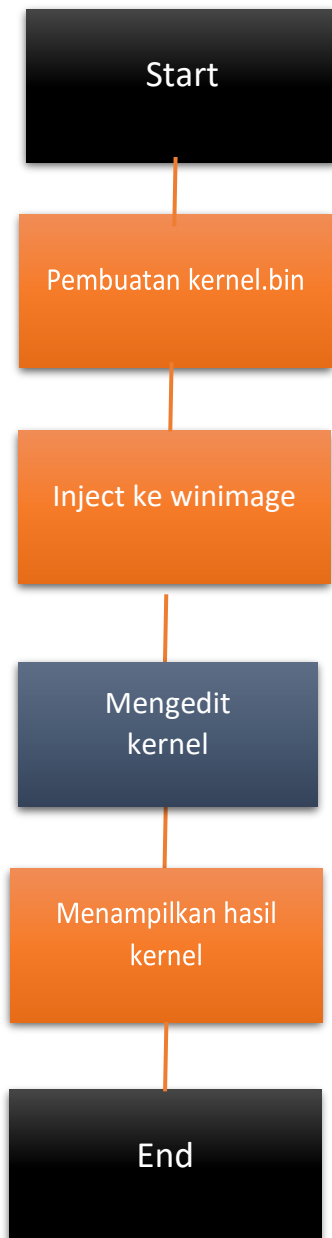 Start
Pembuatan kernel.bin
Inject ke winimage
Mengedit
kernel
Menampilkan hasil
kernel
End